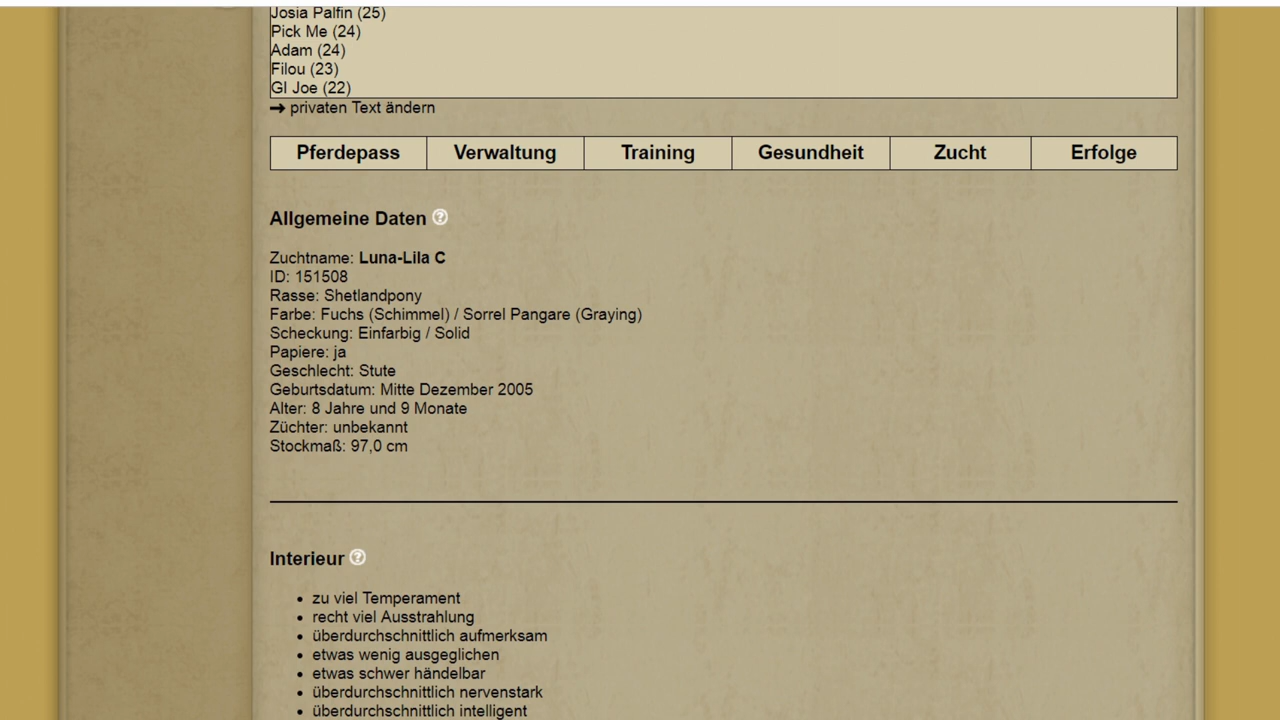 Josia Palfin (25)
Pick Me (24)
Adam (24)
Filou (23)
GI Joe (22)
→ privaten Text ändern
Pferdepass Verwaltung Training Gesundheit Zucht Erfolge
Allgemeine Daten ?
Zuchtname: Luna-Lila C
ID: 151508
Rasse: Shetlandpony
Farbe: Fuchs (Schimmel) / Sorrel Pangare (Graying)
Scheckung: Einfarbig / Solid
Papiere: ja
Geschlecht: Stute
Geburtsdatum: Mitte Dezember 2005
Alter: 8 Jahre und 9 Monate
Züchter: unbekannt
Stockmaß: 97,0 cm
Interieur ?
• zu viel Temperament
• recht viel Ausstrahlung
• überdurchschnittlich aufmerksam
• etwas wenig ausgeglichen
• etwas schwer händelbar
• überdurchschnittlich nervenstark
• überdurchschnittlich intelligent